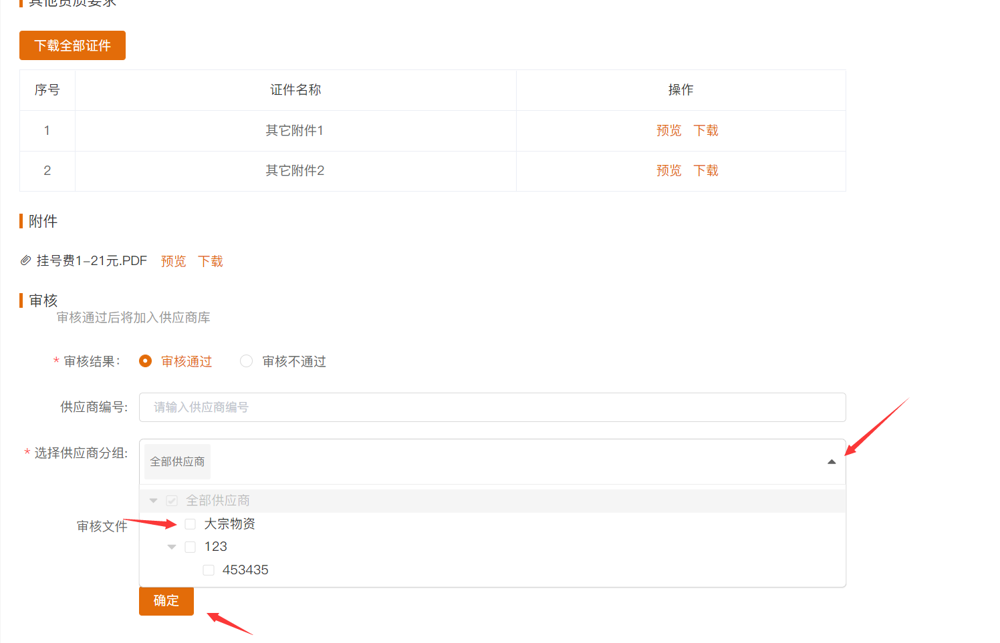 其他资质要求
下载全部证件
序号 证件名称 操作
1 其它附件1 预览 下载
2 其它附件2 预览 下载
附件
挂号费1-21元.PDF 预览 下载
审核
审核通过后将加入供应商库
* 审核结果: 审核通过 审核不通过
供应商编号: 请输入供应商编号
* 选择供应商分组: 全部供应商
全部供应商
审核文件 大宗物资
123
453435
确定